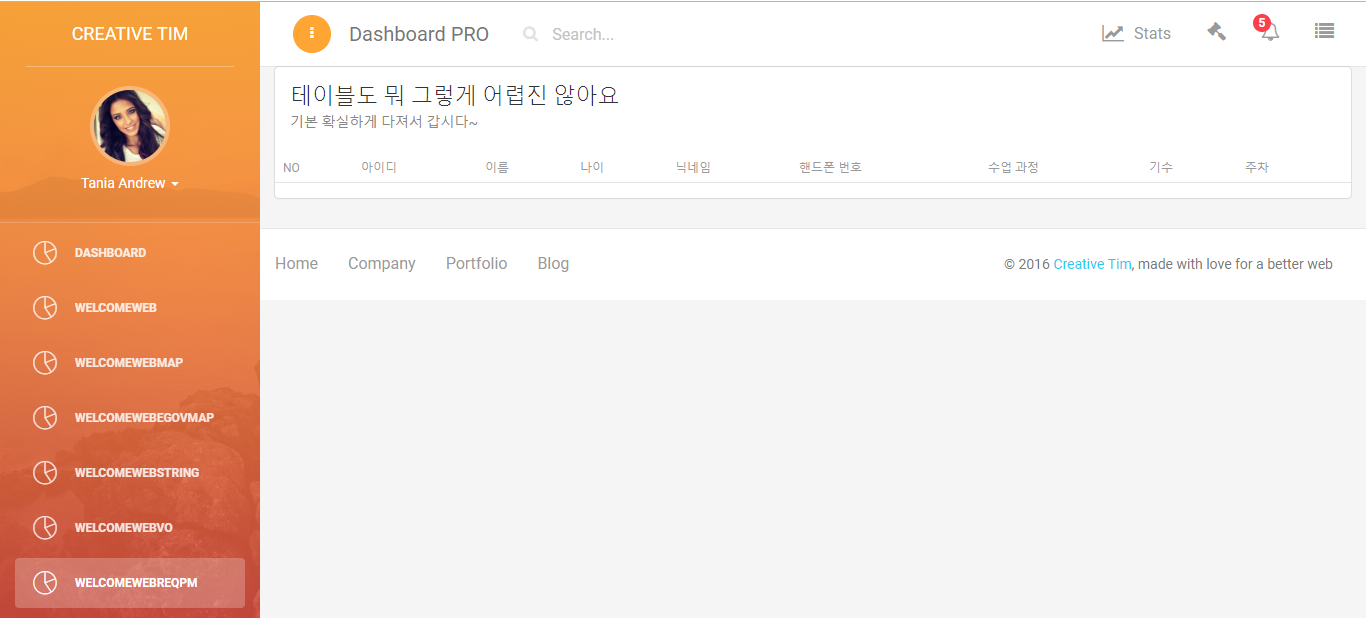 CREATIVE TIM
Tania Andrew
DASHBOARD
WELCOMEWEB
WELCOMEWEBMAP
WELCOMEWEBEGOVMAP
WELCOMEWEBSTRING
WELCOMEWEBVO
WELCOMEWEBREQPM
Dashboard PRO Search... Stats 5
테이블도 뭐 그렇게 어렵진 않아요
기본 확실하게 다져서 갑시다~
NO 아이디 이름 나이 닉네임 핸드폰 번호 수업 과정 기수 주차
Home Company Portfolio Blog © 2016 Creative Tim, made with love for a better web